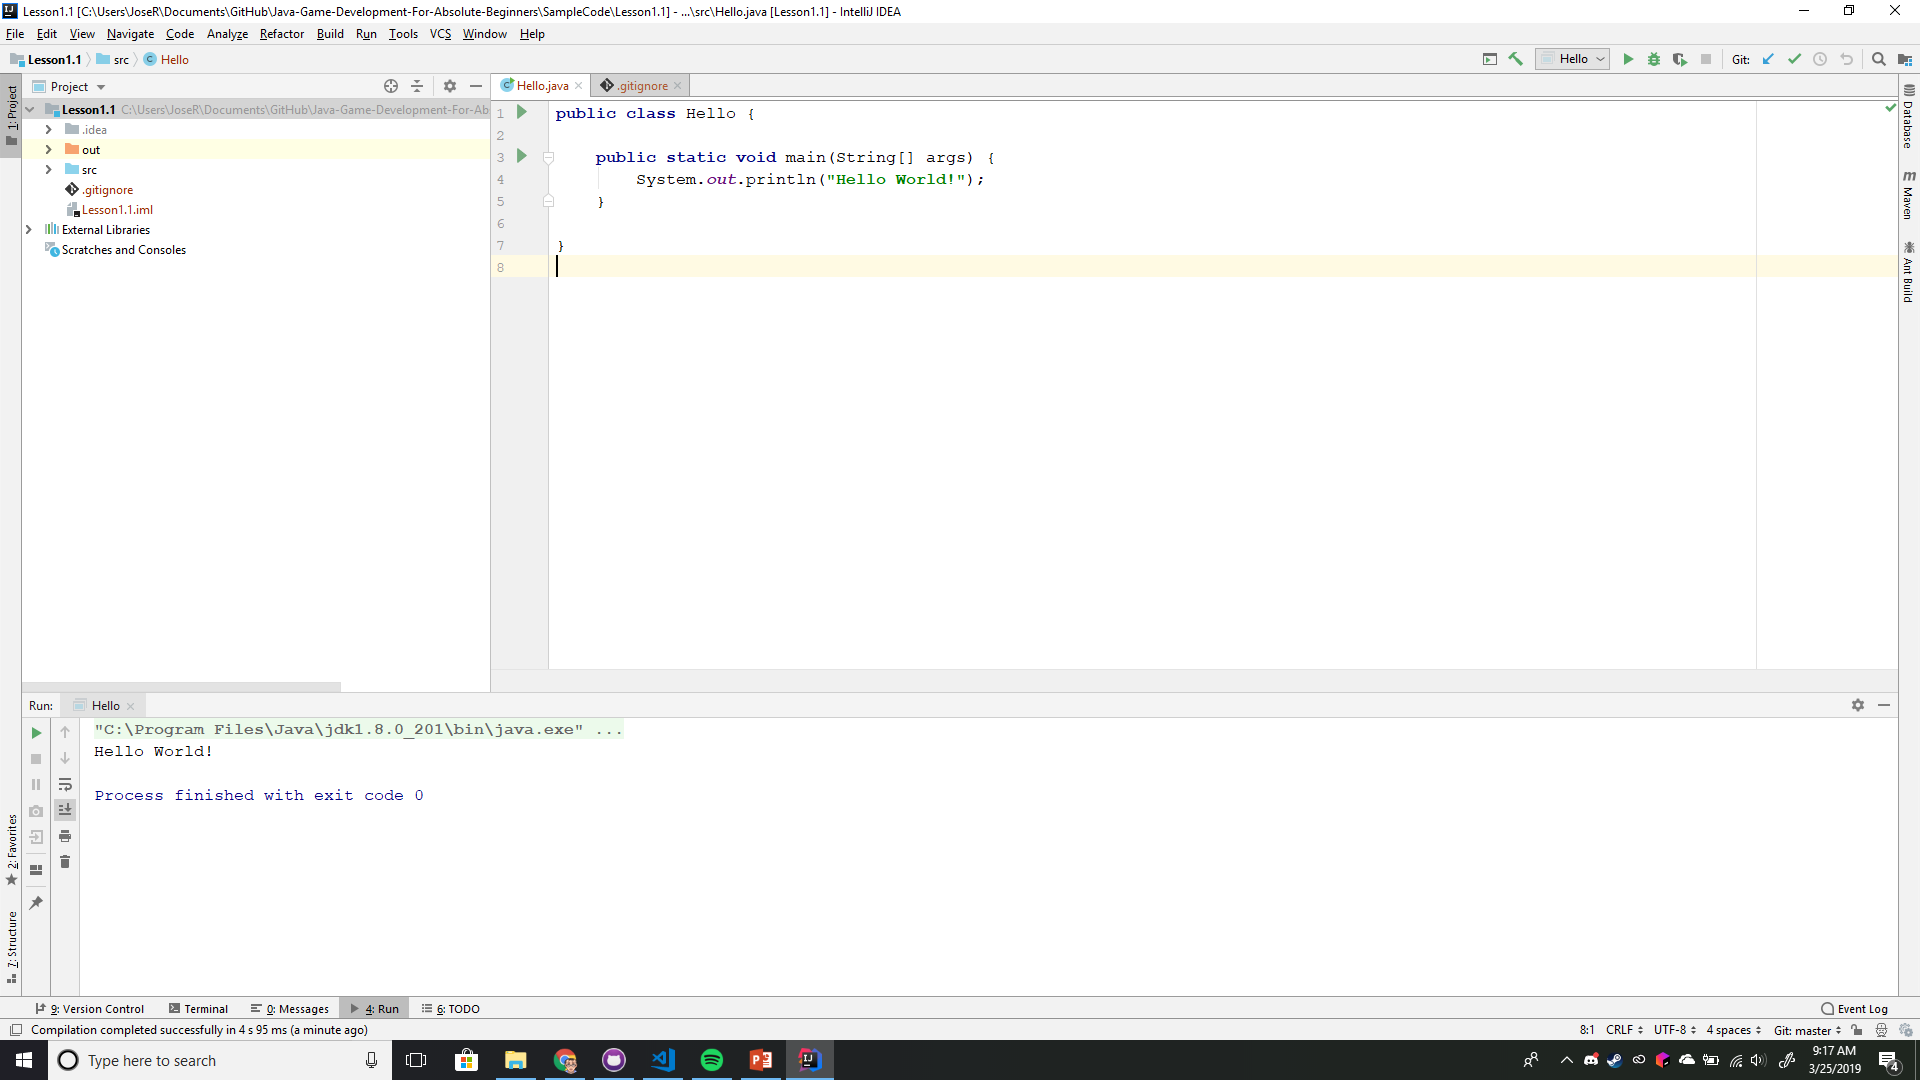 Lesson1.1 [C:\Users\JoseR\Documents\GitHub\Java-Game-Development-For-Absolute-Beginners\SampleCode\Lesson1.1] - ...\src\Hello.java [Lesson1.1] - IntelliJ IDEA
File Edit View Navigate Code Analyze Refactor Build Run Tools VCS Window Help
Lesson1.1 src Hello
Hello
Git:
1: Project
Project
Hello.java
.gitignore
Lesson1.1 C:\Users\JoseR\Documents\GitHub\Java-Game-Development-For-Ab
.idea
out
src
.gitignore
Lesson1.1.iml
External Libraries
Scratches and Consoles
1 public class Hello {
2
3 public static void main(String[] args) {
4 System.out.println("Hello World!");
5 }
6
7 }
8
Database
Maven
Ant Build
Run: Hello
"C:\Program Files\Java\jdk1.8.0_201\bin\java.exe" ...
Hello World!
Process finished with exit code 0
2: Favorites
7: Structure
9: Version Control Terminal 0: Messages 4: Run 6: TODO
Event Log
Compilation completed successfully in 4 s 95 ms (a minute ago)
8:1 CRLF UTF-8 4 spaces Git: master
Type here to search
9:17 AM
3/25/2019
4